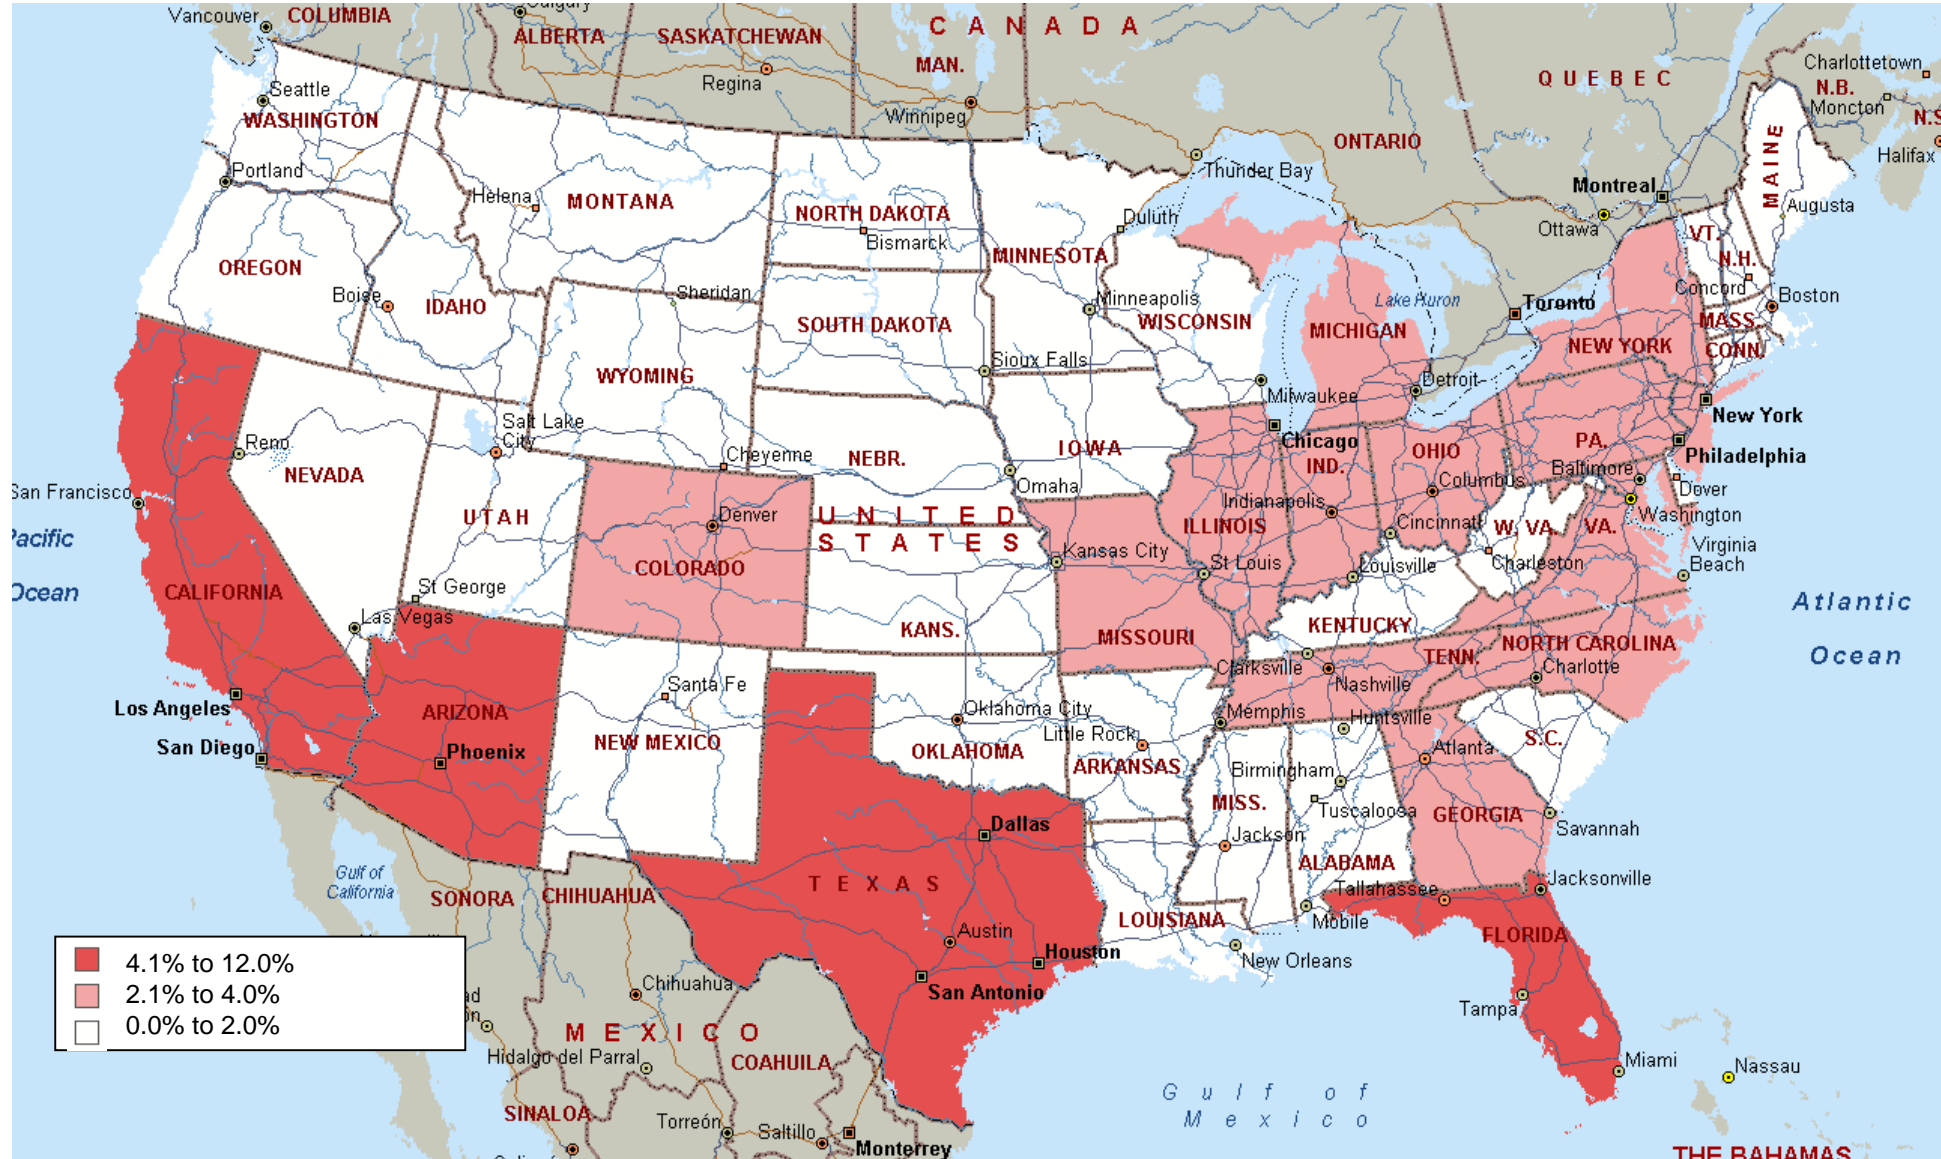 Vancouver
COLUMBIA
Calgary
ALBERTA
SASKATCHEWAN
CANADA
MAN.
Regina
Winnipeg
ONTARIO
QUEBEC
Charlottetown
N.B.
Moncton
Halifax
Thunder Bay
Montreal
Ottawa
MAINE
Augusta
Seattle
WASHINGTON
Portland
Helena
MONTANA
NORTH DAKOTA
Bismarck
Duluth
MINNESOTA
VT.
N.H.
Concord
Boston
OREGON
Boise
IDAHO
Sheridan
SOUTH DAKOTA
Minneapolis
WISCONSIN
Lake Huron
MICHIGAN
Toronto
MASS.
NEW YORK
CONN.
WYOMING
Sioux Falls
Milwaukee
Detroit
New York
Salt Lake
City
Reno
NEVADA
Cheyenne
NEBR.
IOWA
Omaha
Chicago
IND.
OHIO
PA.
Philadelphia
Baltimore
Columbus
Dover
San Francisco
UTAH
Denver
UNITED
STATES
Indianapolis
ILLINOIS
Cincinnati
W. VA.
VA.
Washington
Pacific
Ocean
COLORADO
Kansas City
St Louis
Louisville
Charleston
Virginia
Beach
CALIFORNIA
St George
Las Vegas
KANS.
MISSOURI
KENTUCKY
NORTH CAROLINA
Atlantic
Ocean
Clarksville
TENN.
Charlotte
Nashville
Los Angeles
San Diego
ARIZONA
Phoenix
Santa Fe
NEW MEXICO
Oklahoma City
OKLAHOMA
Little Rock
ARKANSAS
Memphis
Huntsville
Atlanta
S.C.
Birmingham
MISS.
Tuscaloosa
GEORGIA
Savannah
Dallas
Jackson
ALABAMA
Tallahassee
Jacksonville
Gulf of
California
SONORA
CHIHUAHUA
TEXAS
LOUISIANA
Mobile
FLORIDA
Austin
Houston
New Orleans
4.1% to 12.0%
2.1% to 4.0%
0.0% to 2.0%
Chihuahua
San Antonio
Tampa
MEXICO
Hidalgo del Parral
COAHUILA
Miami
Nassau
Gulf of
Mexico
SINALOA
Torreón
Saltillo
Monterrey
THE BAHAMAS